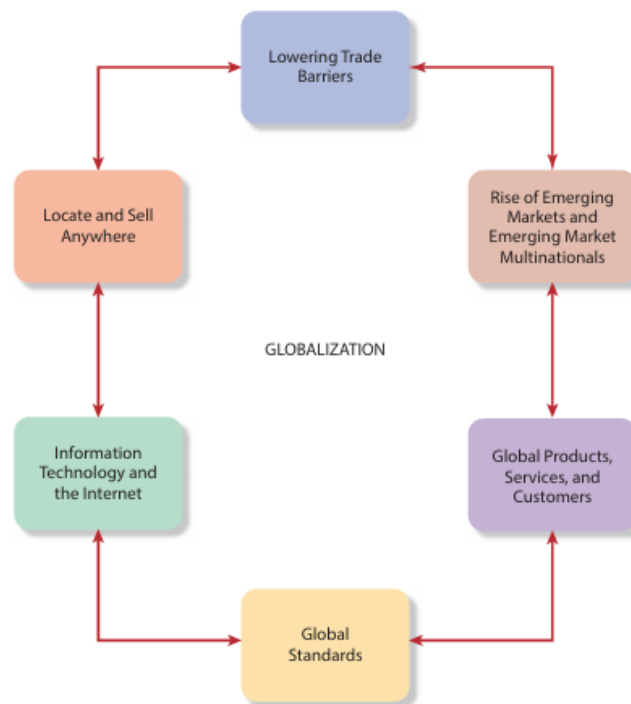 Lowering Trade
Barriers
Locate and Sell
Anywhere
Rise of Emerging
Markets and
Emerging Market
Multinationals
GLOBALIZATION
Information
Technology and
the Internet
Global Products,
Services, and
Customers
Global
Standards